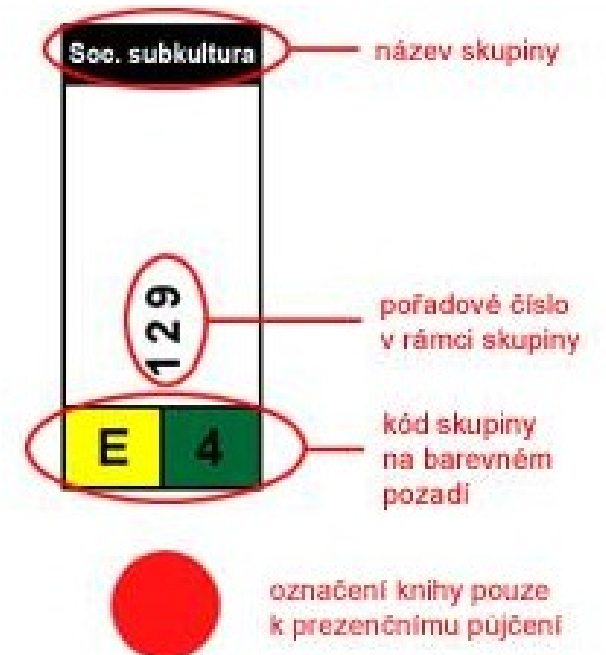 Soc. subkultura
název skupiny
129
pořadové číslo
v rámci skupiny
E 4
kód skupiny
na barevném
pozadí
označení knihy pouze
k prezenčnímu půjčení